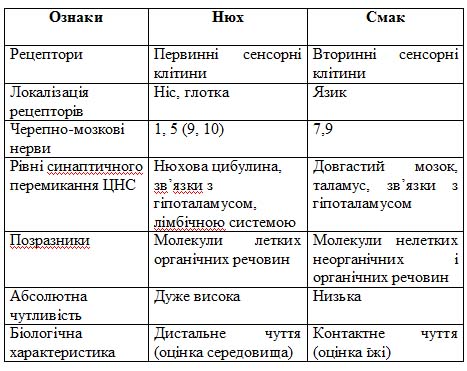 Ознаки Нюх Смак
Рецептори Первинні сенсорні Вторинні сенсорні
клітини клітини
Локалізація Ніс, глотка Язик
рецепторів
Черепно-мозкові 1, 5 (9, 10) 7,9
нерви
Рівні синаптичного Нюхова цибулина, Довгастий мозок,
перемикання ЦНС зв’язки з таламус, зв’язки з
гіпоталамусом, гіпоталамусом
лімбічною системою
Позразники Молекули летких Молекули нелетких
органічних речовин неорганічних і
органічних речовин
Абсолютна Дуже висока Низька
чутливість
Біологічна Дистальне чуття Контактне чуття
характеристика (оцінка середовища) (оцінка їжі)